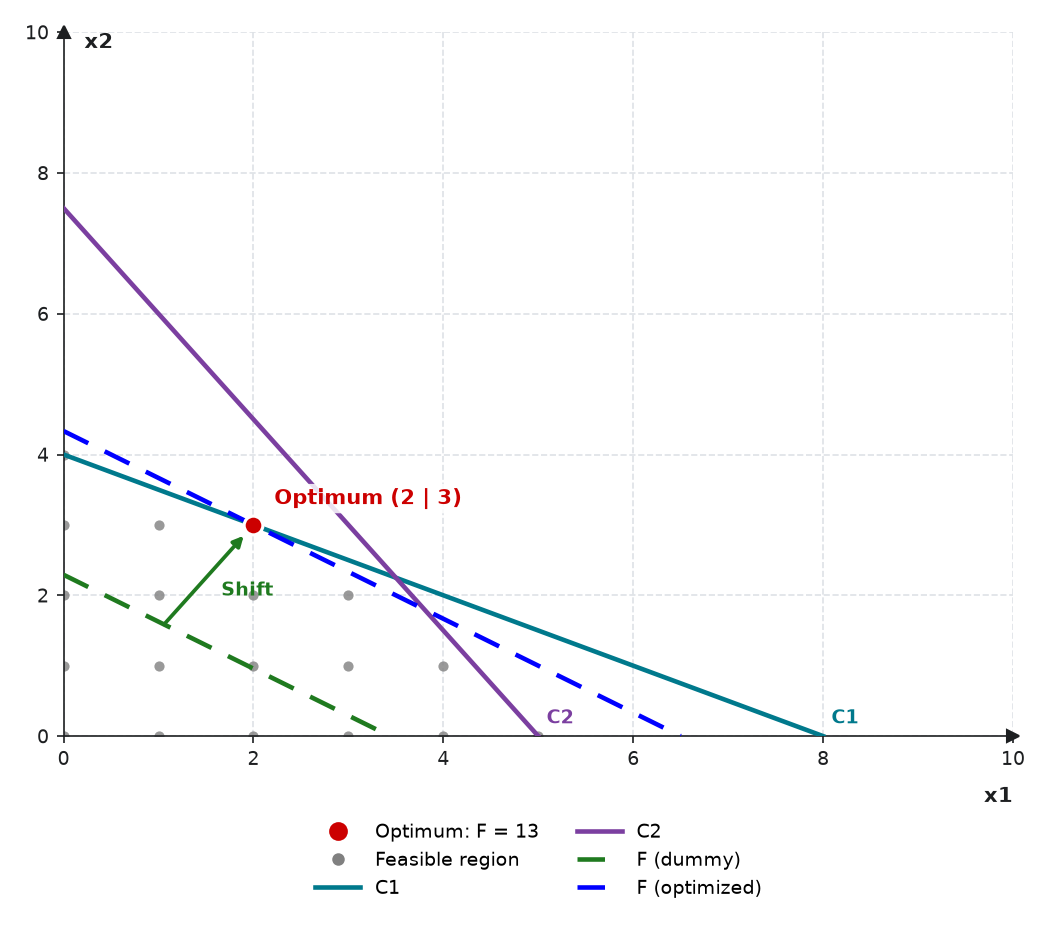 10
x2
8
6
4
Optimum (2 | 3)
Shift
2
C2
C1
0
0 2 4 6 8 10
x1
Optimum: F = 13
Feasible region
C1
C2
F (dummy)
F (optimized)